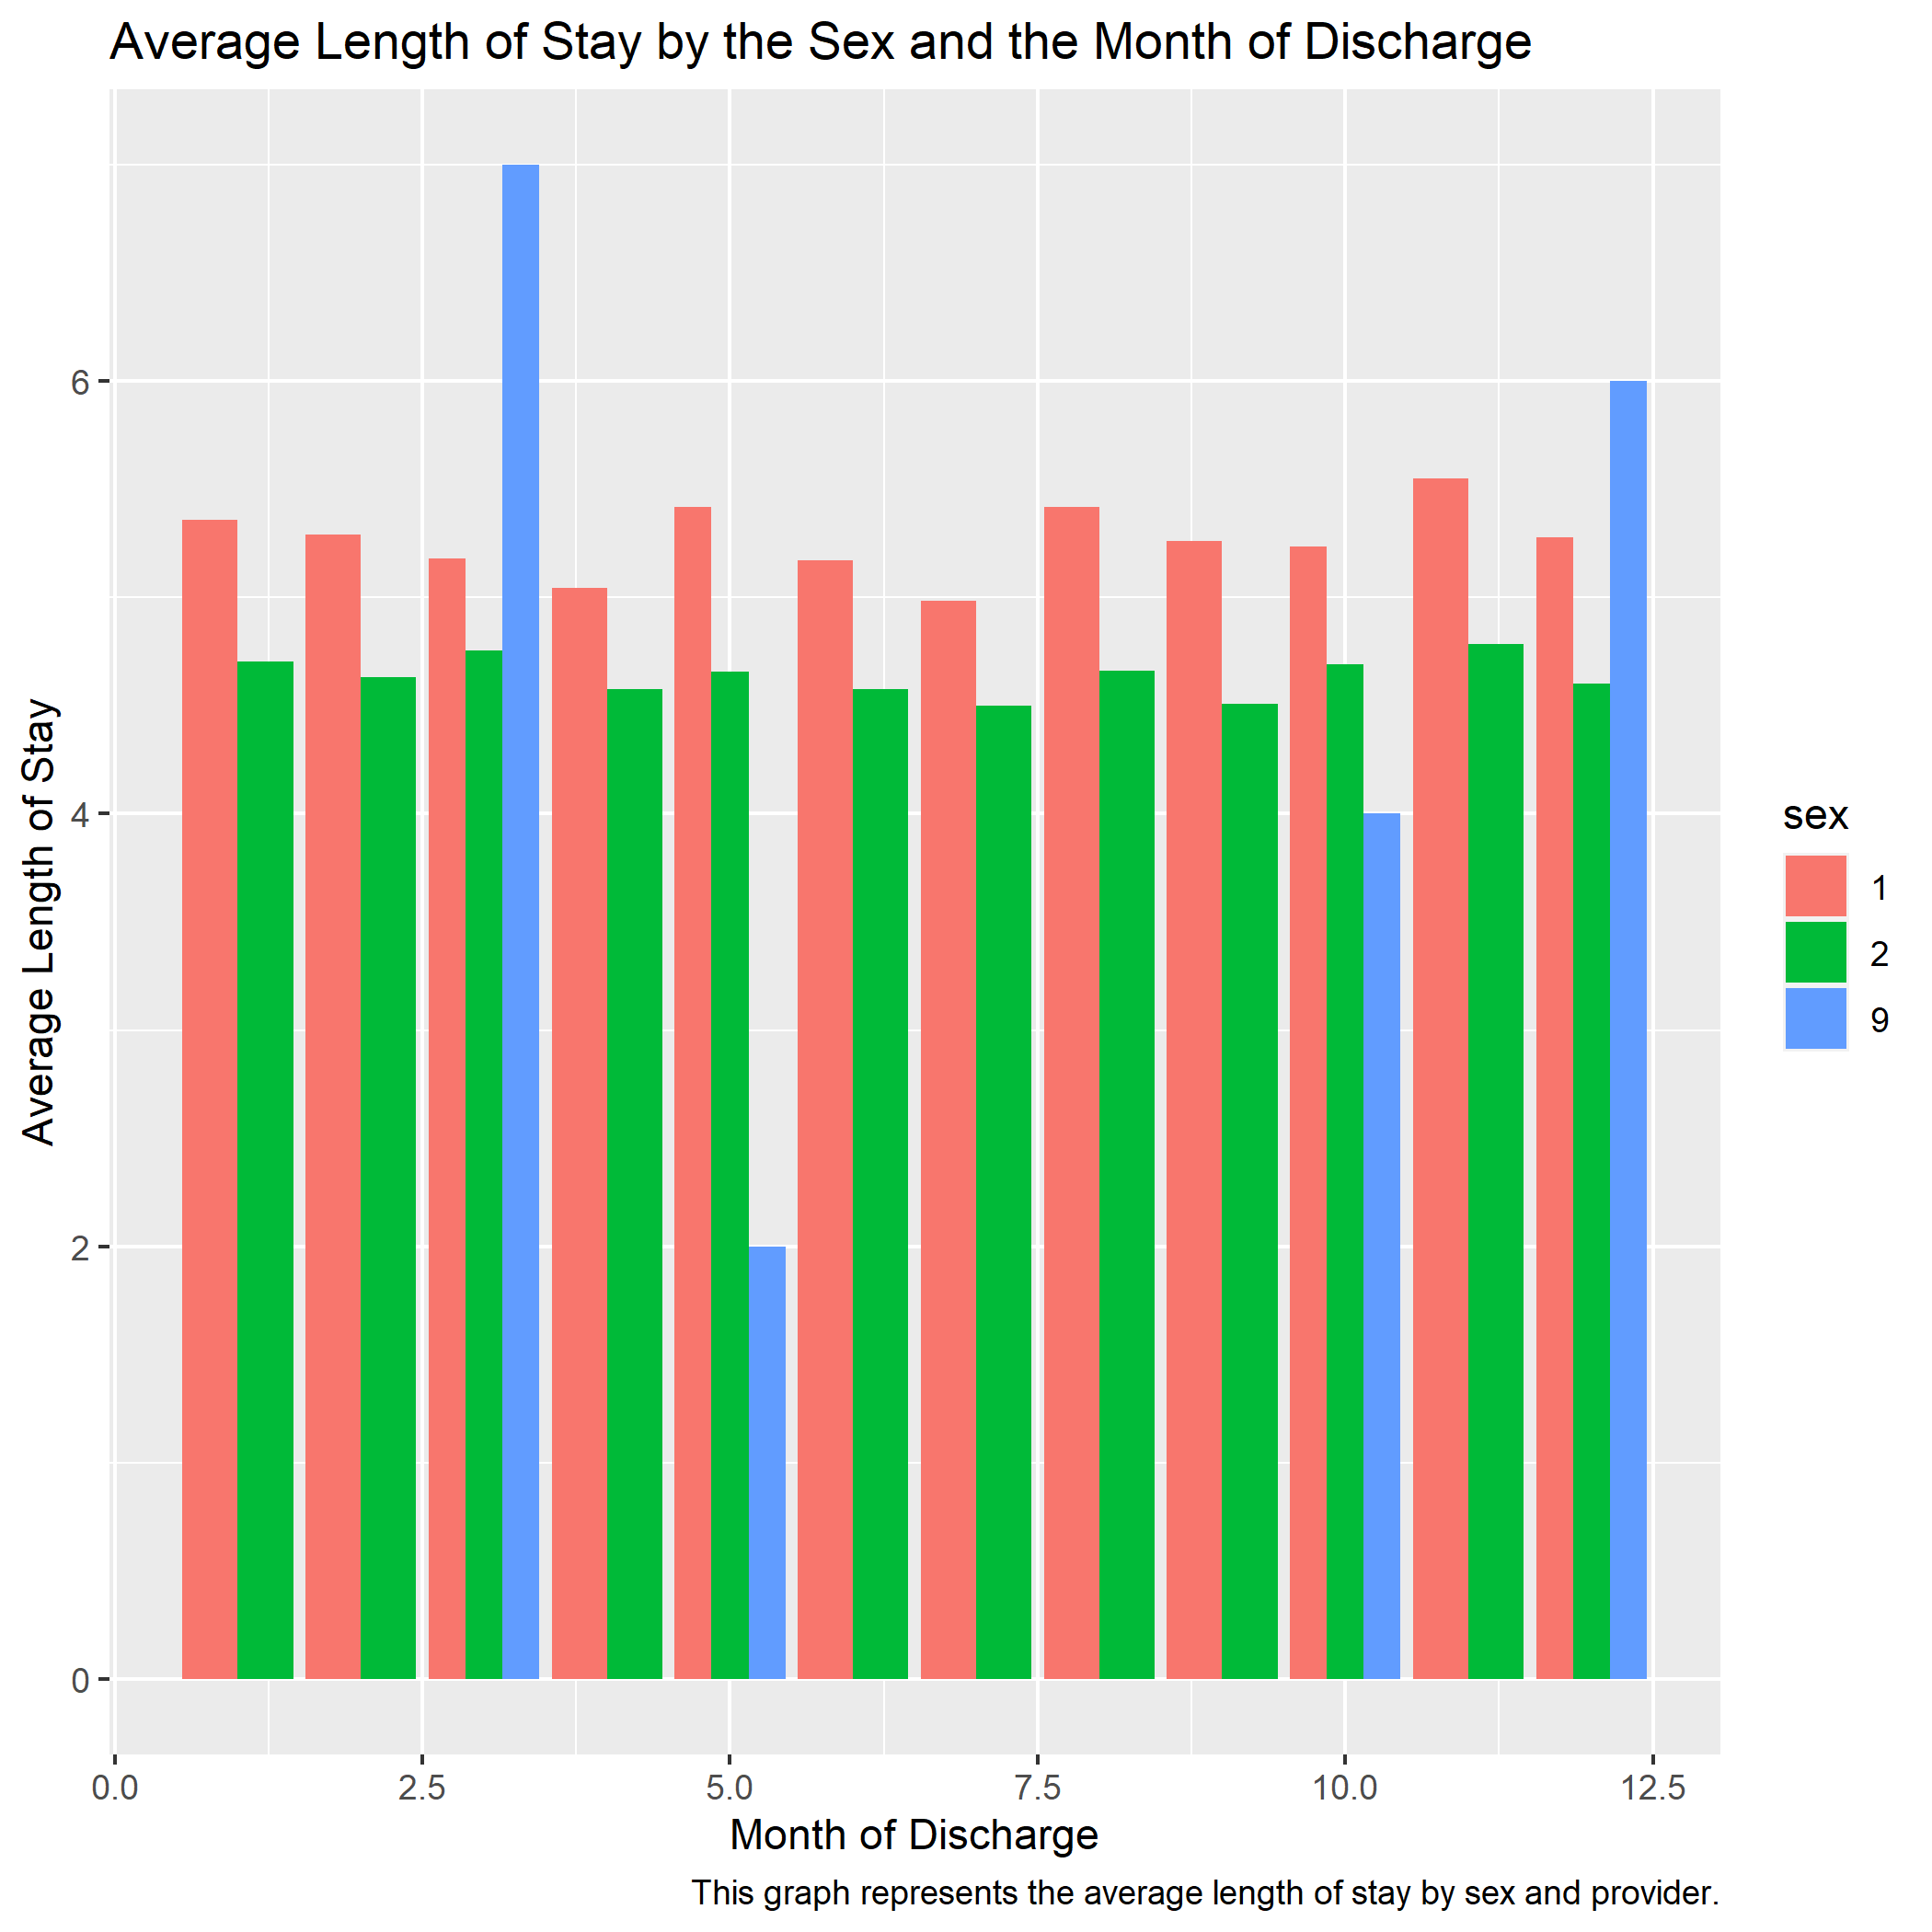 Average Length of Stay by the Sex and the Month of Discharge
Average Length of Stay
6
4
2
0
0.0 2.5 5.0 7.5 10.0 12.5
Month of Discharge
sex
1
2
9
This graph represents the average length of stay by sex and provider.